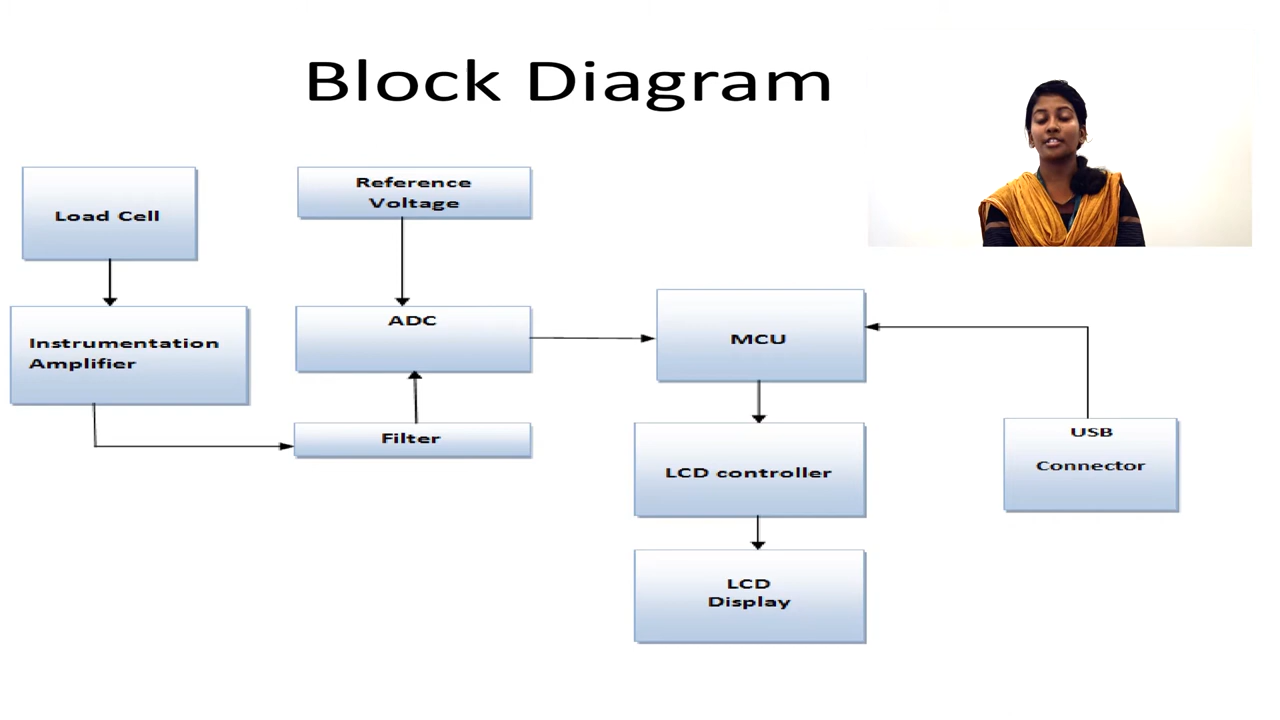 Block Diagram
Load Cell
Reference
Voltage
Instrumentation
Amplifier
ADC
Filter
MCU
LCD controller
LCD
Display
USB
Connector